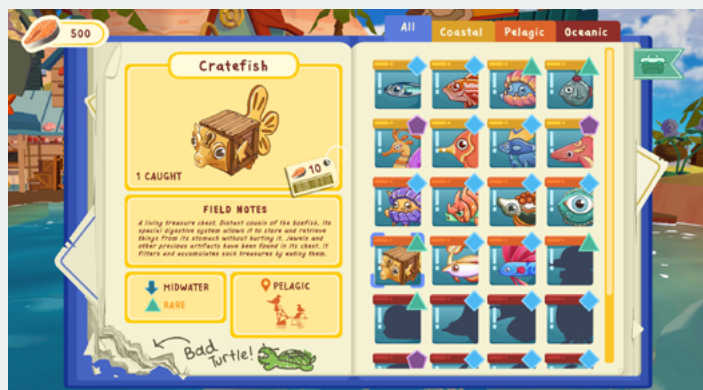 500
All
Coastal
Pelagic
Oceanic
Cratefish
1 CAUGHT
10
FIELD NOTES
A living treasure chest. Distant cousin of the boxfish, its
special digestive system allows it to store and retrieve
things from its stomach without hurting it. Jewels and
other precious artifacts have been found in its chest. It
filters and accumulates such treasures by eating them.
MIDWATER
RARE
PELAGIC
Bad
Turtle!